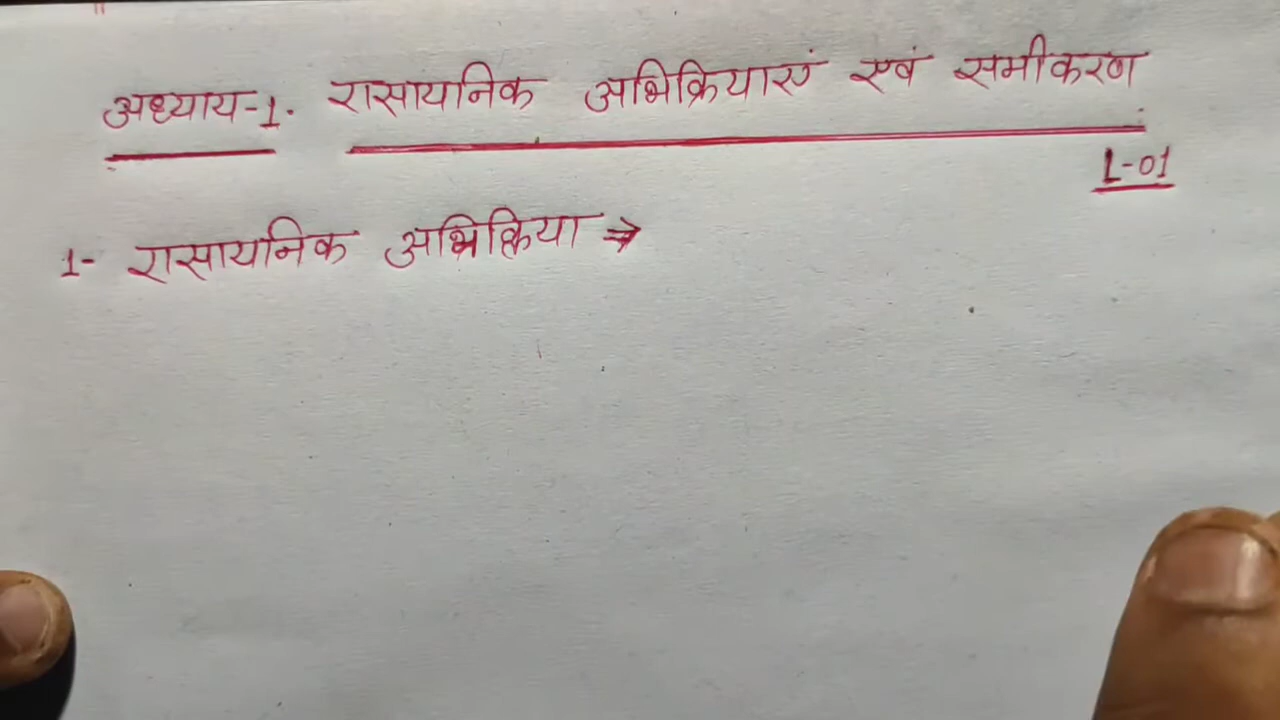 अध्याय-1. रासायनिक अभिक्रियाएं एवं समीकरण
L-01
1- रासायनिक अभिक्रिया ⇒